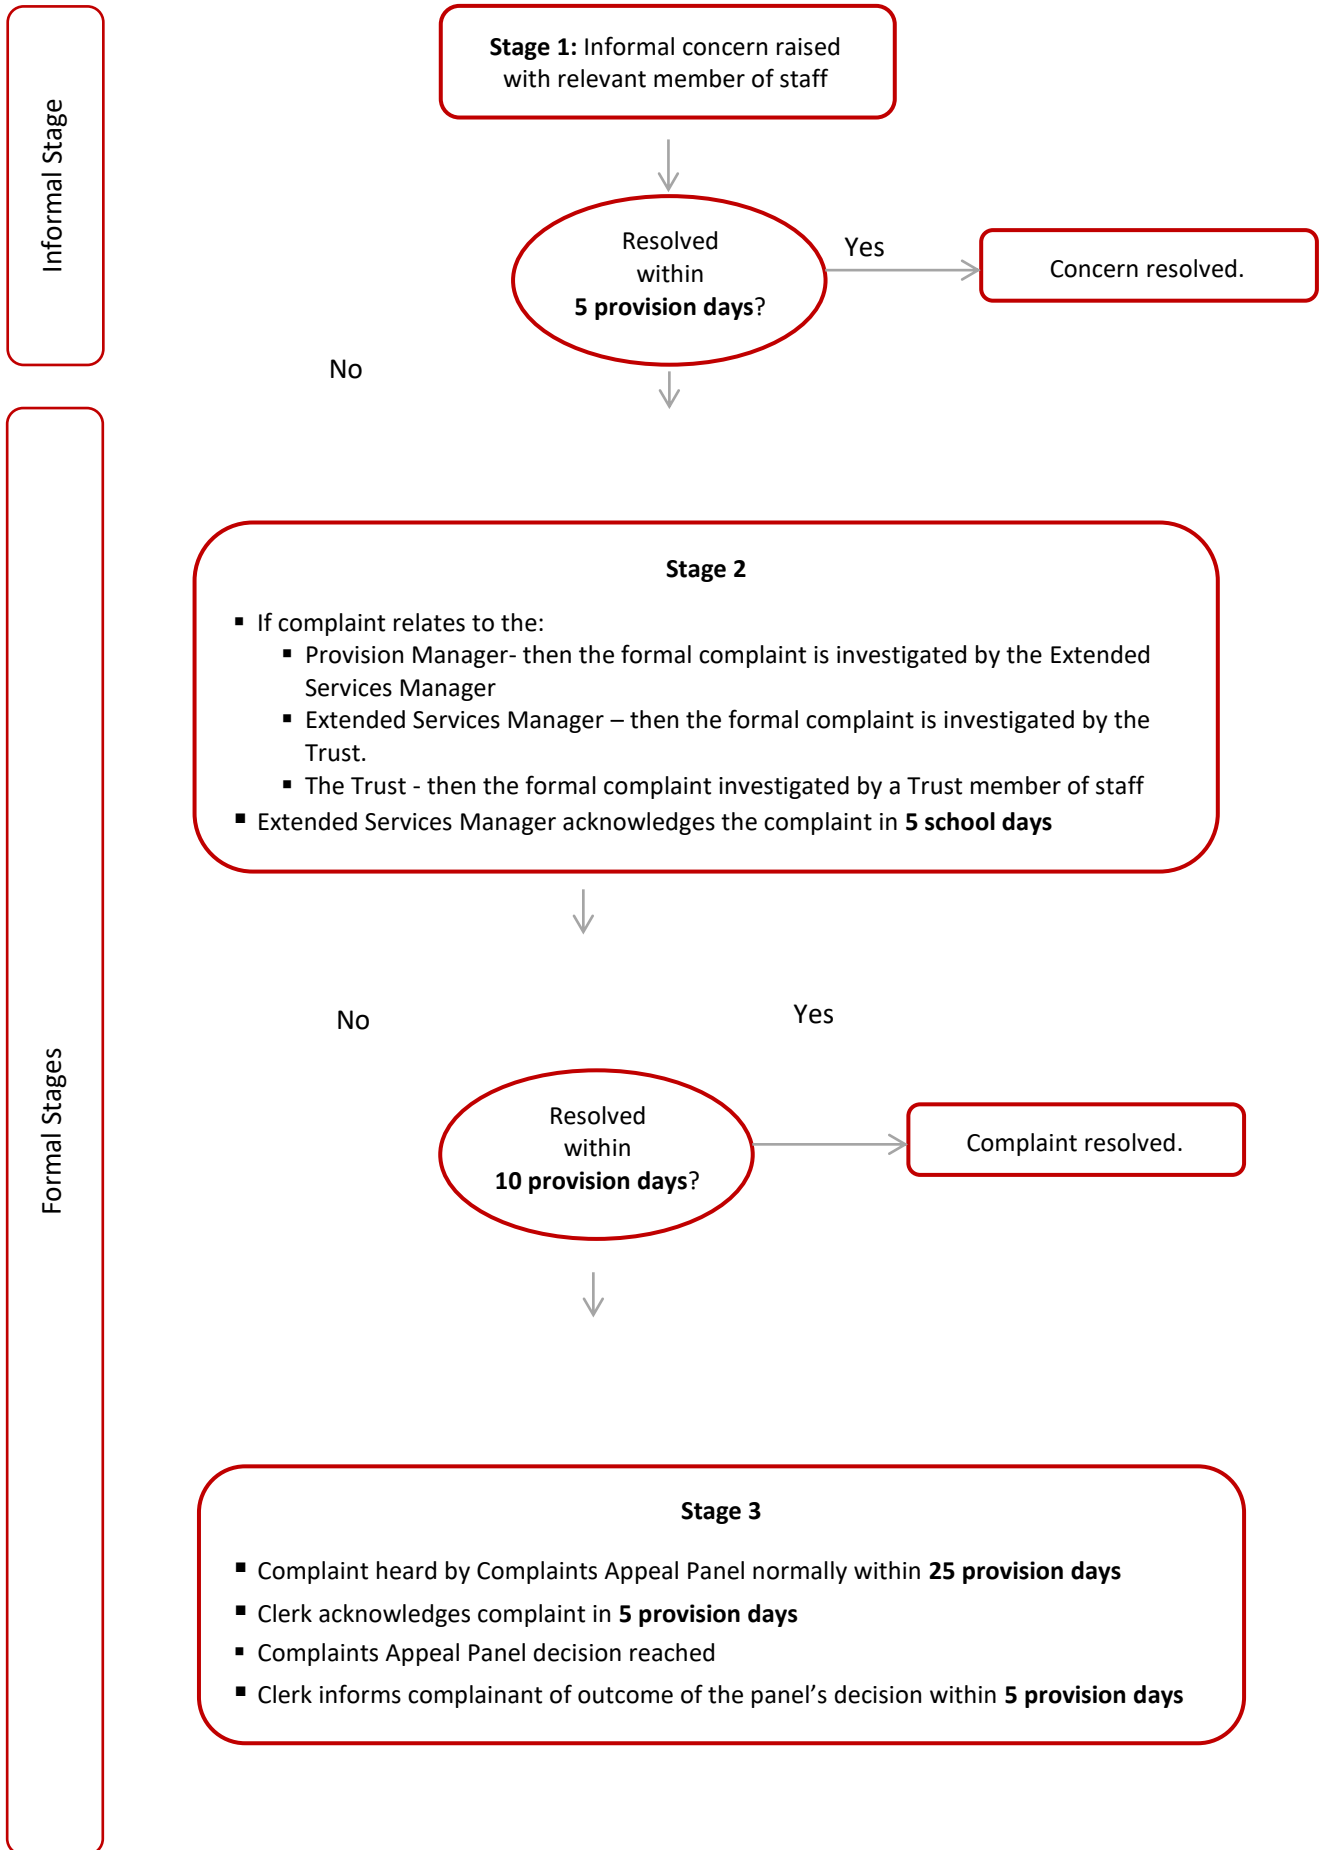 Informal Stage
Stage 1: Informal concern raised
with relevant member of staff
Resolved
within
5 provision days?
Yes
Concern resolved.
No
Formal Stages
Stage 2
▪ If complaint relates to the:
▪ Provision Manager- then the formal complaint is investigated by the Extended
Services Manager
▪ Extended Services Manager – then the formal complaint is investigated by the
Trust.
▪ The Trust - then the formal complaint investigated by a Trust member of staff
▪ Extended Services Manager acknowledges the complaint in 5 school days
No
Yes
Resolved
within
10 provision days?
Complaint resolved.
Stage 3
▪ Complaint heard by Complaints Appeal Panel normally within 25 provision days
▪ Clerk acknowledges complaint in 5 provision days
▪ Complaints Appeal Panel decision reached
▪ Clerk informs complainant of outcome of the panel’s decision within 5 provision days